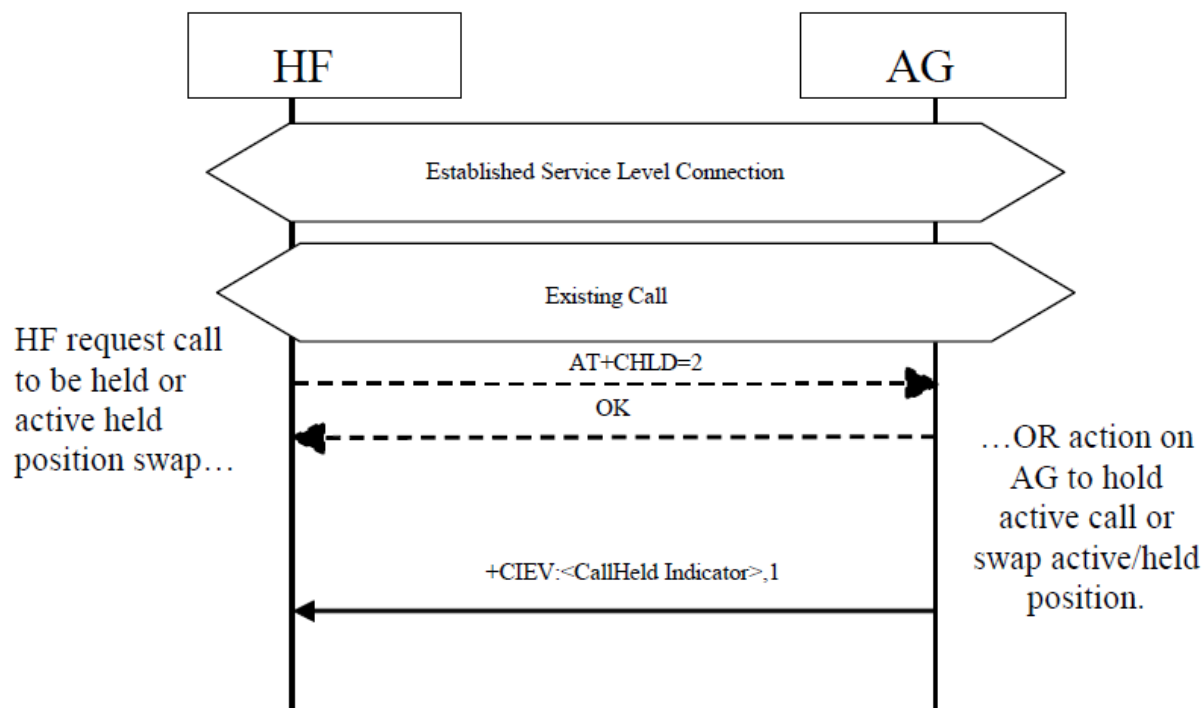 HF
AG
Established Service Level Connection
Existing Call
HF request call
to be held or
active held
position swap…
AT+CHLD=2
OK
…OR action on
AG to hold
active call or
swap active/held
position.
+CIEV:<CallHeld Indicator>,1